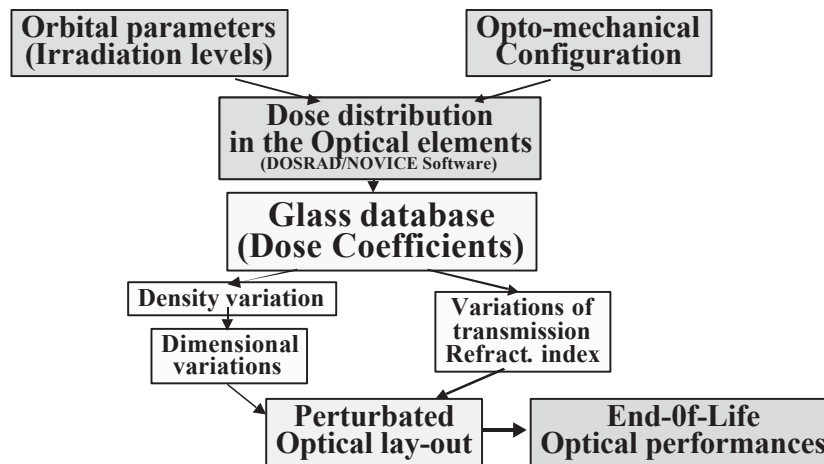 Orbital parameters
(Irradiation levels)
Opto-mechanical
Configuration
Dose distribution
in the Optical elements
(DOSRAD/NOVICE Software)
Glass database
(Dose Coefficients)
Density variation
Dimensional
variations
Variations of
transmission
Refract. index
Perturbated
Optical lay-out
End-0f-Life
Optical performances